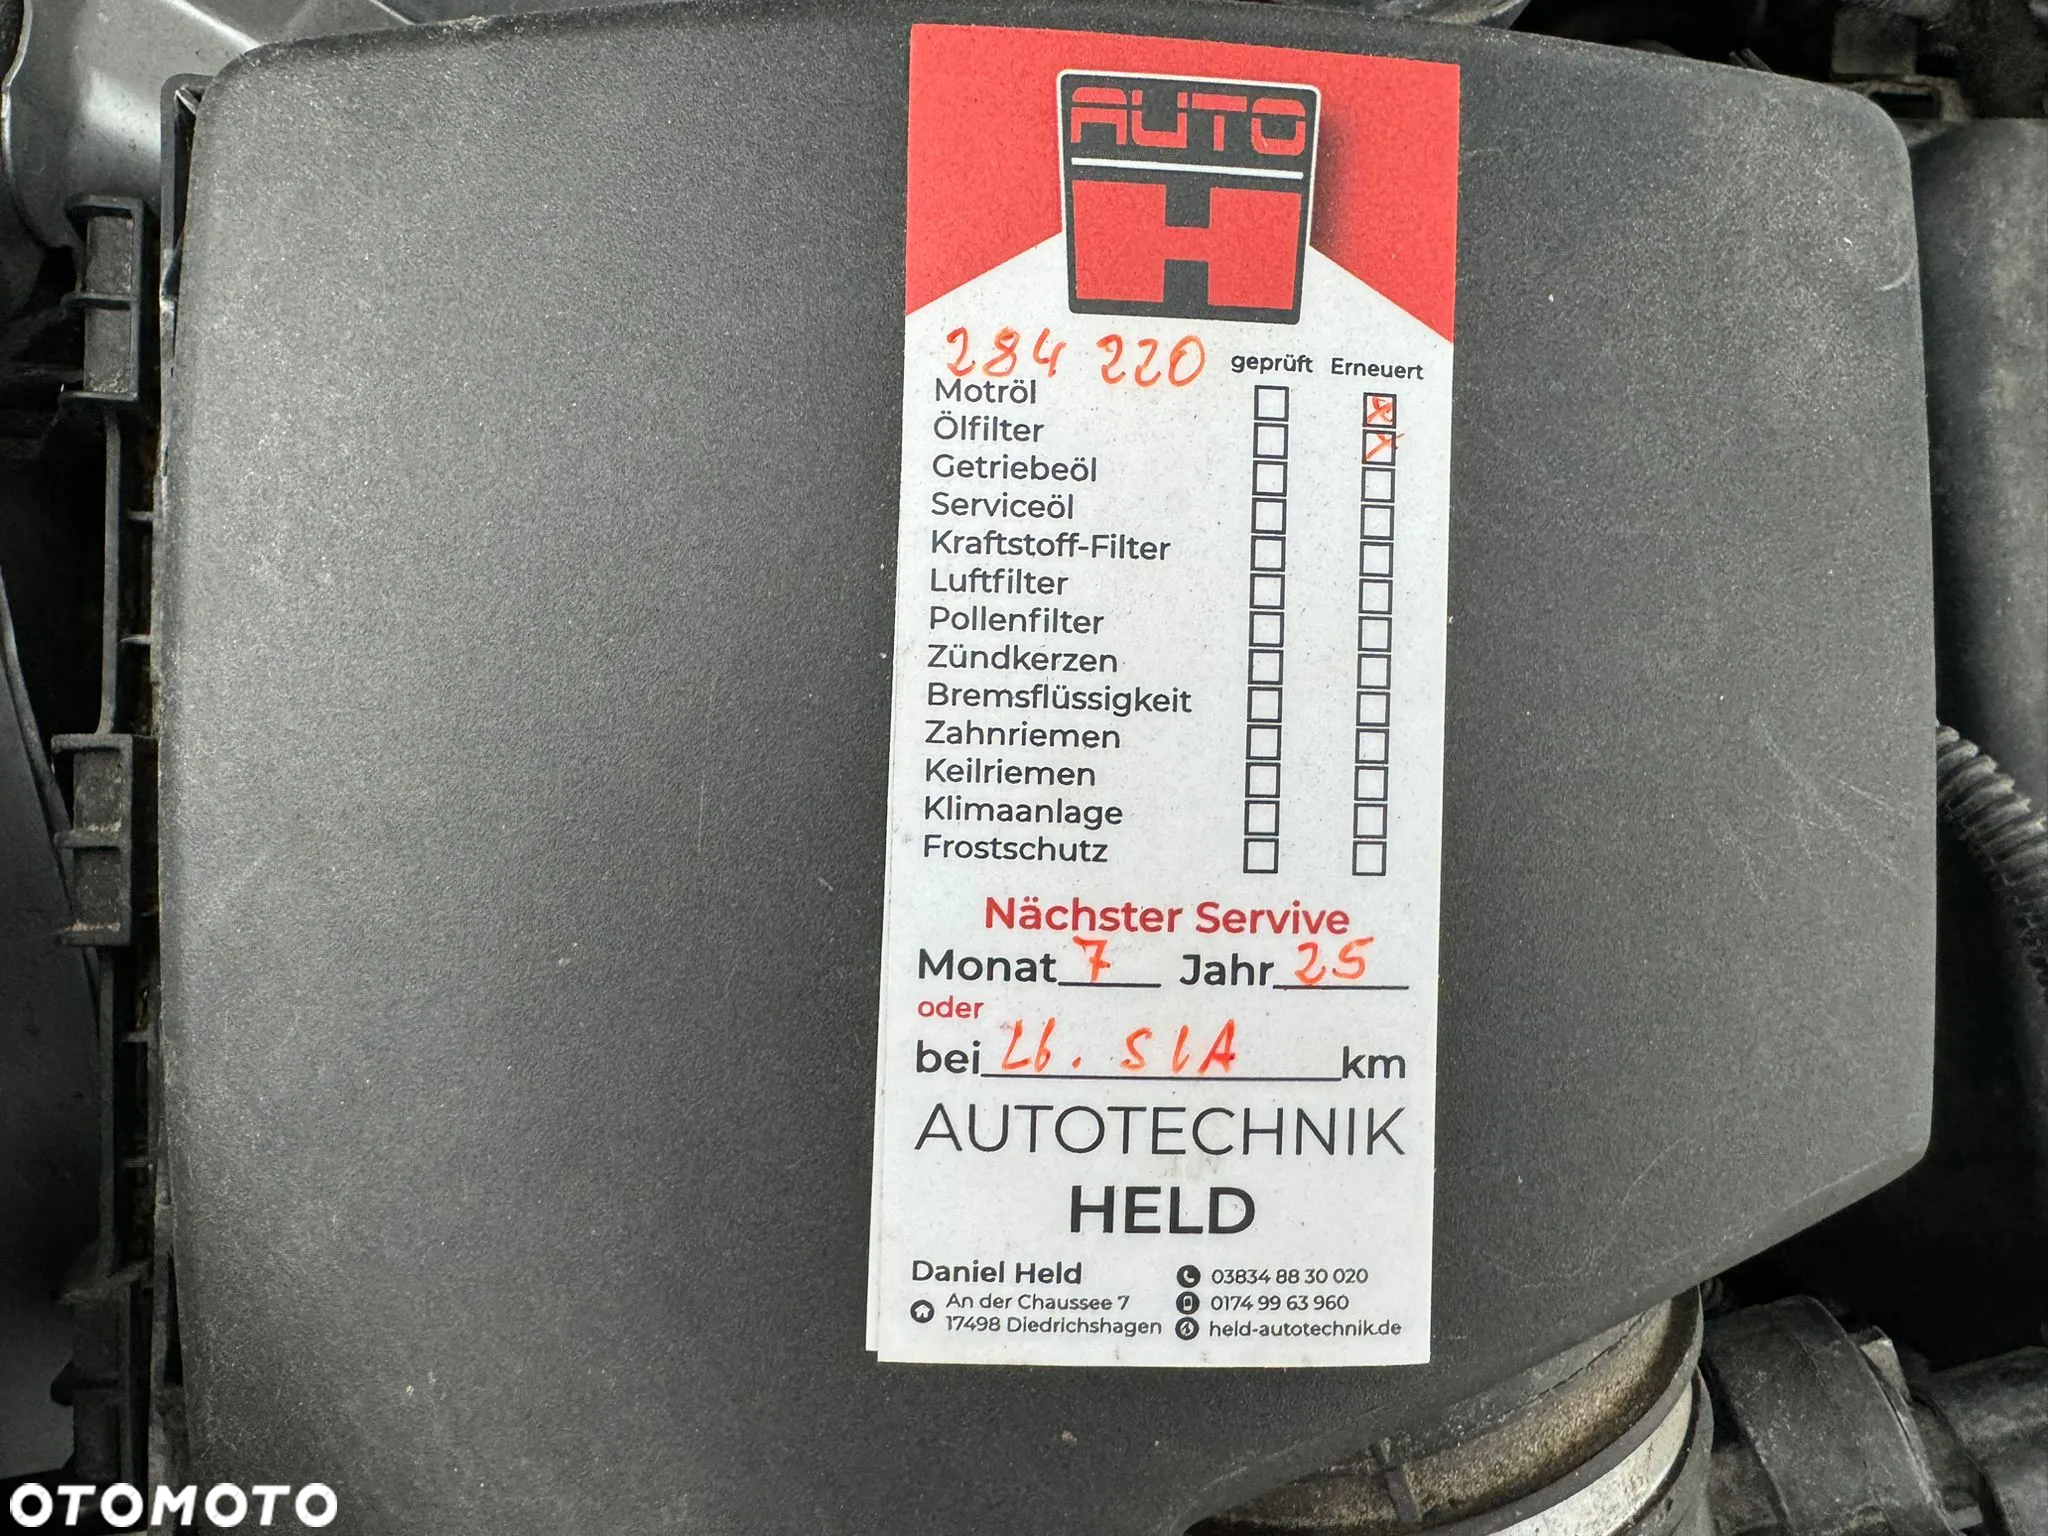 AUTO
H
284 220 geprüft Erneuert
Motröl
Ölfilter
Getriebeöl
Serviceöl
Kraftstoff-Filter
Luftfilter
Pollenfilter
Zündkerzen
Bremsflüssigkeit
Zahnriemen
Keilriemen
Klimaanlage
Frostschutz
Nächster Servive
Monat 7 Jahr 25
oder
bei km
AUTOTECHNIK
HELD
Daniel Held
An der Chaussee 7
17498 Diedrichshagen
03834 88 30 020
0174 99 63 960
held-autotechnik.de
OTOMOTO